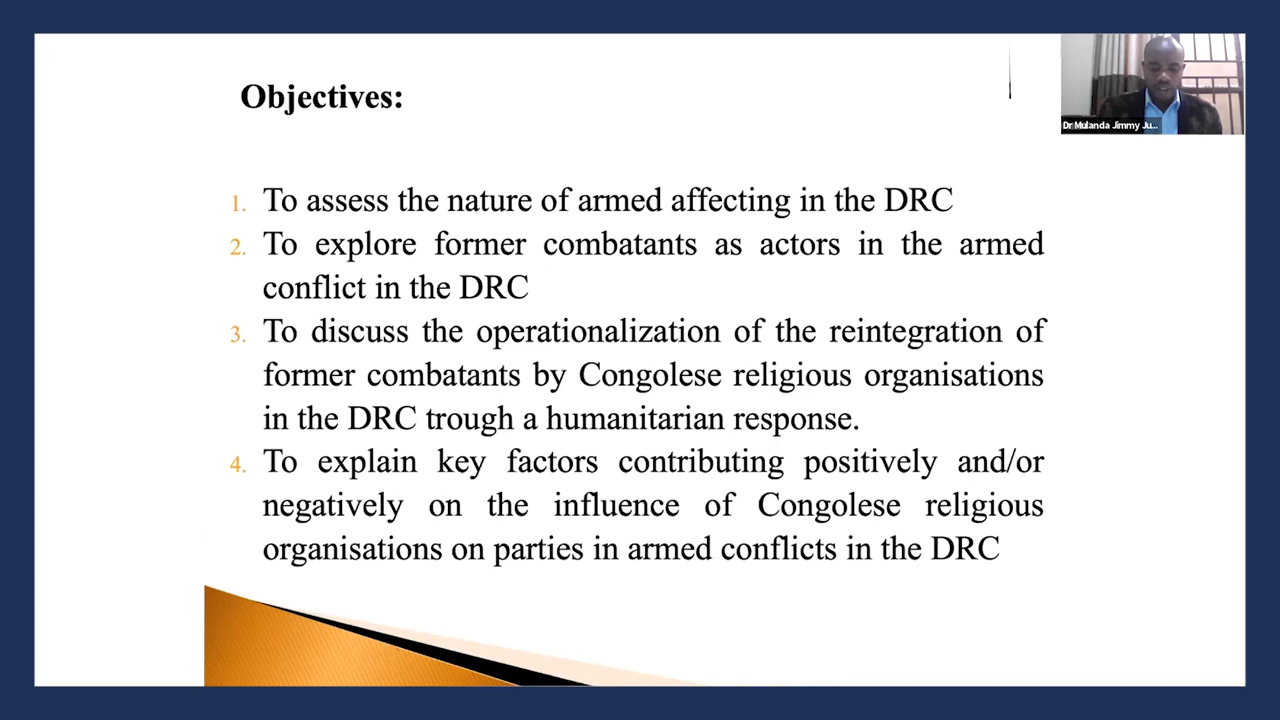 Objectives:
Dr Mulanda Jimmy Ju...
1. To assess the nature of armed affecting in the DRC
2. To explore former combatants as actors in the armed
conflict in the DRC
3. To discuss the operationalization of the reintegration of
former combatants by Congolese religious organisations
in the DRC trough a humanitarian response.
4. To explain key factors contributing positively and/or
negatively on the influence of Congolese religious
organisations on parties in armed conflicts in the DRC